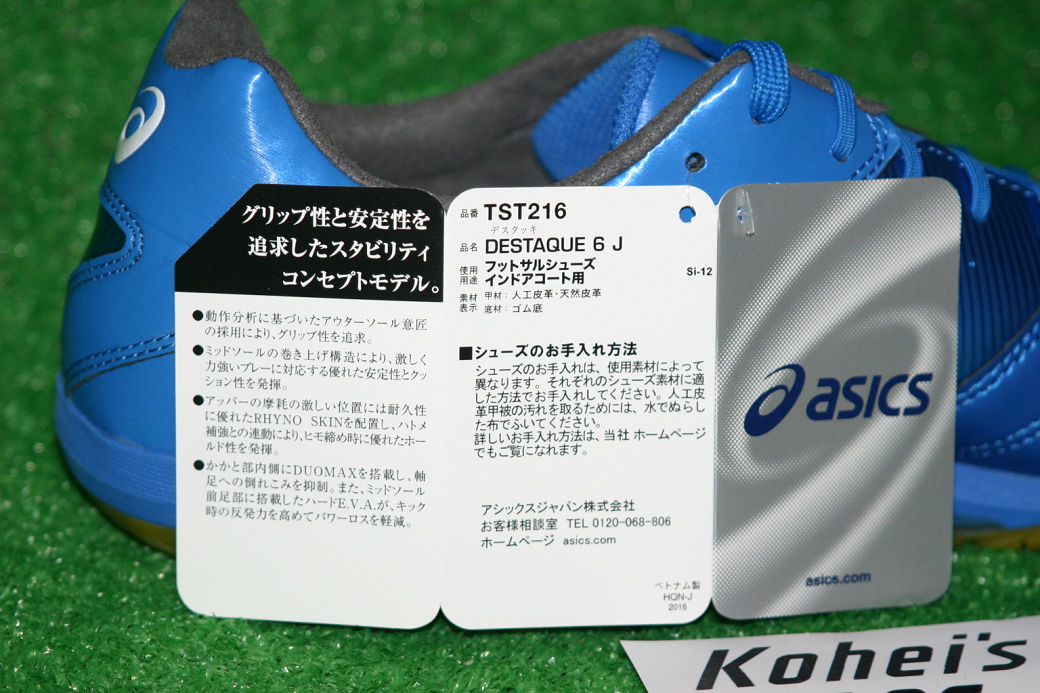 グリップ性と安定性を
追求したスタビリティ
コンセプトモデル。
●動作分析に基づいたアウターソール意匠
の採用により、グリップ性を追求。
●ミッドソールの巻き上げ構造により、激しく
力強いプレーに対応する優れた安定性とクッ
ション性を発揮。
●アッパーの摩耗の激しい位置には耐久性
に優れたRHYNO SKINを配置し、ハトメ
補強との連動により、ヒモ締め時に優れたホー
ルド性を発揮。
●かかと部内側にDUOMAXを搭載し、軸
足への倒れこみを抑制。また、ミッドソール
前足部に搭載したハードE.V.A.が、キック
時の反発力を高めてパワーロスを軽減。
品番 TST216
デスタッキ
品名 DESTAQUE 6 J
使用用途 フットサルシューズ
インドアコート用
Si-12
素材 甲材：人工皮革・天然皮革
表示 底材：ゴム底
■シューズのお手入れ方法
シューズのお手入れは、使用素材によって
異なります。それぞれのシューズ素材に適
した方法でお手入れしてください。人工皮
革甲被の汚れを取るためには、水でぬらし
た布でふいてください。
詳しいお手入れ方法は、当社 ホームページ
でもご覧になれます。
アシックスジャパン株式会社
お客様相談室 TEL 0120-068-806
ホームページ asics.com
ベトナム製
HQN-J
2016
asics
asics.com
Kohei's